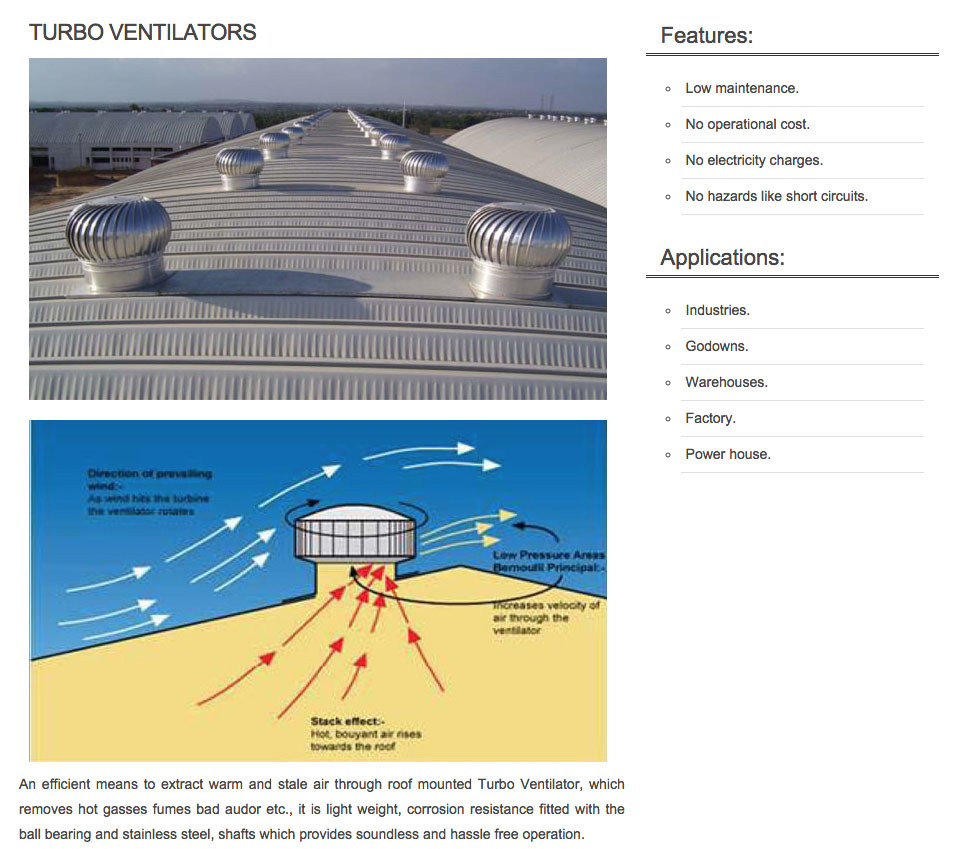 TURBO VENTILATORS
Direction of prevailing
wind:-
As wind hits the turbine
the ventilator rotates
Low Pressure Areas
Bernoulli Principal:-
Increases velocity of
air through the
ventilator
Stack effect:-
Hot, bouyant air rises
towards the roof
An efficient means to extract warm and stale air through roof mounted Turbo Ventilator, which
removes hot gasses fumes bad audor etc., it is light weight, corrosion resistance fitted with the
ball bearing and stainless steel, shafts which provides soundless and hassle free operation.
Features:
Low maintenance.
No operational cost.
No electricity charges.
No hazards like short circuits.
Applications:
Industries.
Godowns.
Warehouses.
Factory.
Power house.